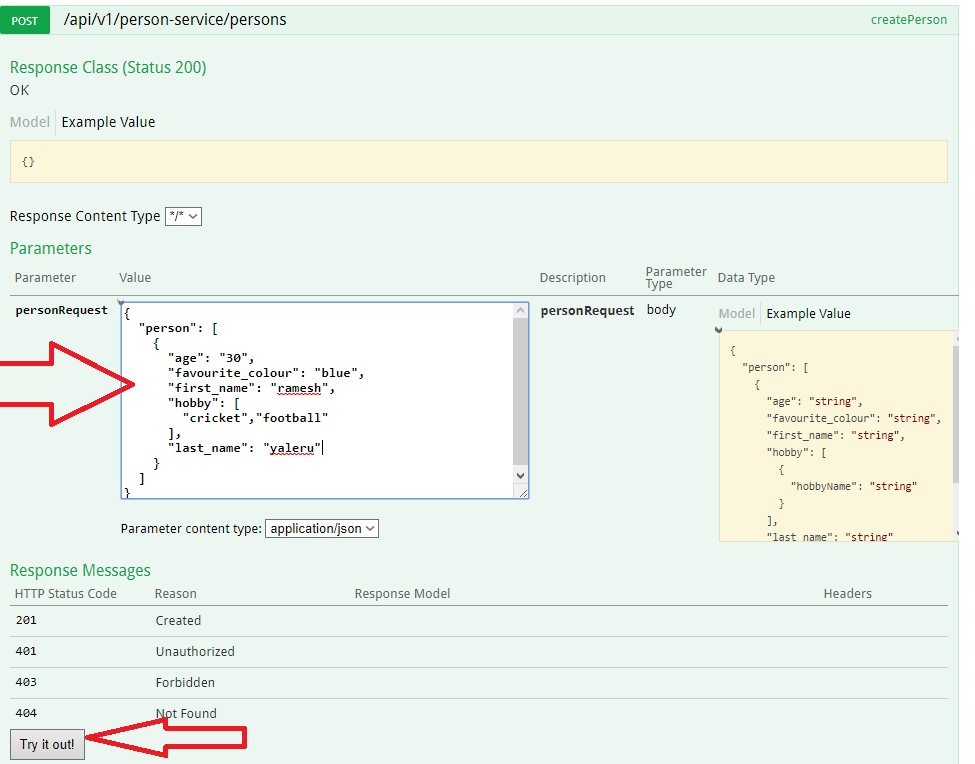 POST /api/v1/person-service/persons createPerson
Response Class (Status 200)
OK
Model Example Value
{}
Response Content Type */*
Parameters
Parameter Value Description Parameter Type Data Type
personRequest
{
"person": [
{
"age": "30",
"favourite_colour": "blue",
"first_name": "ramesh",
"hobby": [
"cricket","football"
],
"last_name": "yaleru"
}
]
}
Parameter content type: application/json
personRequest body
Model Example Value
{
"person": [
{
"age": "string",
"favourite_colour": "string",
"first_name": "string",
"hobby": [
{
"hobbyName": "string"
}
],
"last_name": "string"
Response Messages
HTTP Status Code Reason Response Model Headers
201 Created
401 Unauthorized
403 Forbidden
404 Not Found
Try it out!